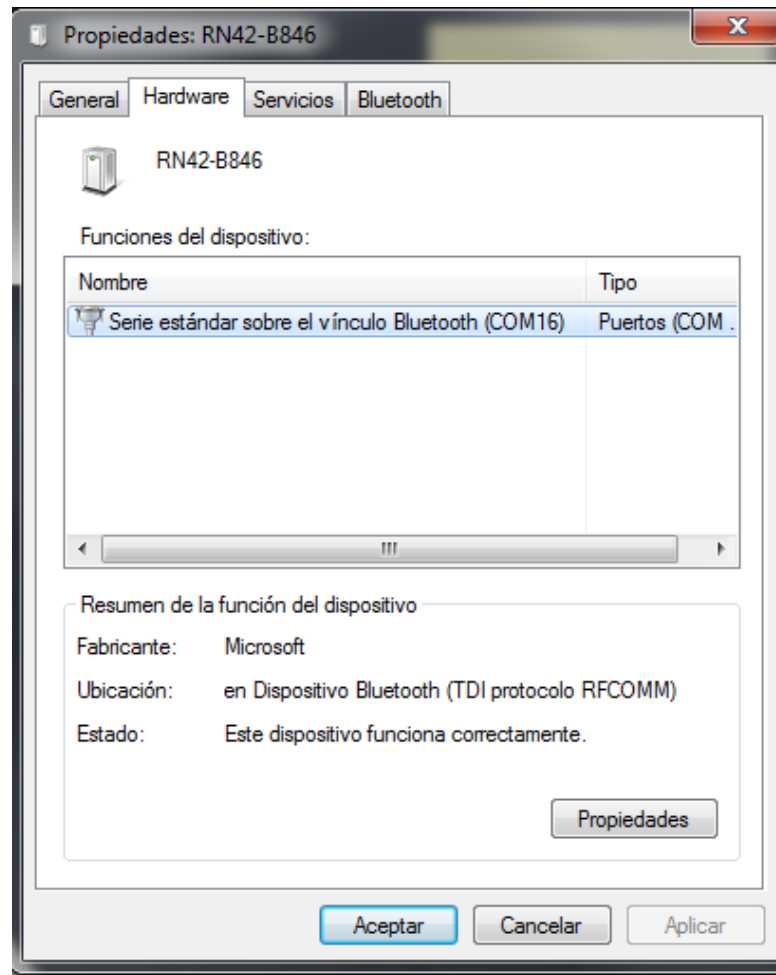 Propiedades: RN42-B846
General Hardware Servicios Bluetooth
RN42-B846
Funciones del dispositivo:
Nombre Tipo
Serie estándar sobre el vínculo Bluetooth (COM16) Puertos (COM .
Resumen de la función del dispositivo
Fabricante: Microsoft
Ubicación: en Dispositivo Bluetooth (TDI protocolo RFCOMM)
Estado: Este dispositivo funciona correctamente.
Propiedades
Aceptar Cancelar Aplicar